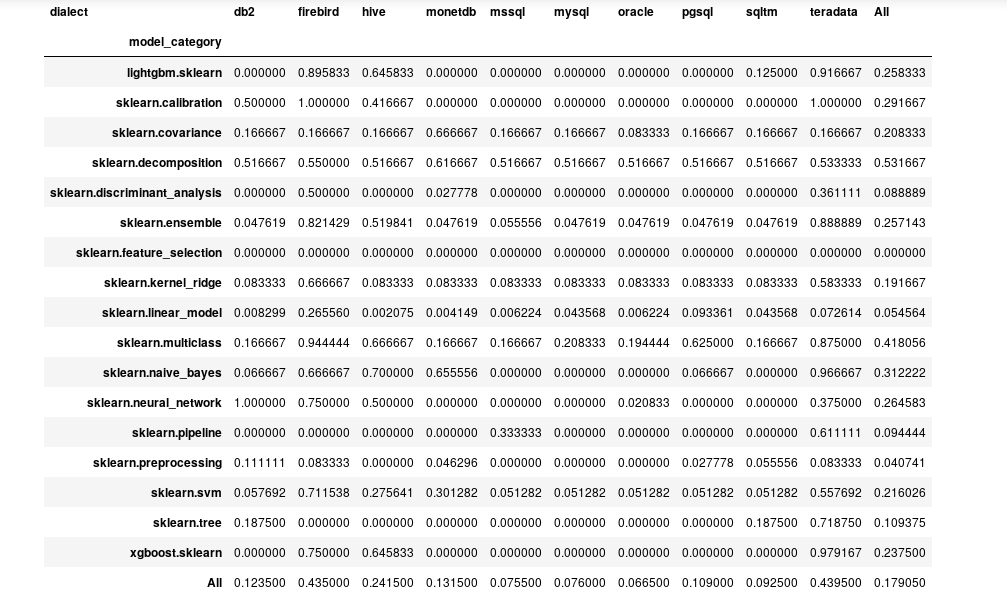 dialect db2 firebird hive monetdb mssql mysql oracle pgsql sqltm teradata All
model_category
lightgbm.sklearn 0.000000 0.895833 0.645833 0.000000 0.000000 0.000000 0.000000 0.000000 0.125000 0.916667 0.258333
sklearn.calibration 0.500000 1.000000 0.416667 0.000000 0.000000 0.000000 0.000000 0.000000 0.000000 1.000000 0.291667
sklearn.covariance 0.166667 0.166667 0.166667 0.666667 0.166667 0.166667 0.083333 0.166667 0.166667 0.166667 0.208333
sklearn.decomposition 0.516667 0.550000 0.516667 0.616667 0.516667 0.516667 0.516667 0.516667 0.516667 0.533333 0.531667
sklearn.discriminant_analysis 0.000000 0.500000 0.000000 0.027778 0.000000 0.000000 0.000000 0.000000 0.000000 0.361111 0.088889
sklearn.ensemble 0.047619 0.821429 0.519841 0.047619 0.055556 0.047619 0.047619 0.047619 0.047619 0.888889 0.257143
sklearn.feature_selection 0.000000 0.000000 0.000000 0.000000 0.000000 0.000000 0.000000 0.000000 0.000000 0.000000 0.000000
sklearn.kernel_ridge 0.083333 0.666667 0.083333 0.083333 0.083333 0.083333 0.083333 0.083333 0.083333 0.583333 0.191667
sklearn.linear_model 0.008299 0.265560 0.002075 0.004149 0.006224 0.043568 0.006224 0.093361 0.043568 0.072614 0.054564
sklearn.multiclass 0.166667 0.944444 0.666667 0.166667 0.166667 0.208333 0.194444 0.625000 0.166667 0.875000 0.418056
sklearn.naive_bayes 0.066667 0.666667 0.700000 0.655556 0.000000 0.000000 0.000000 0.066667 0.000000 0.966667 0.312222
sklearn.neural_network 1.000000 0.750000 0.500000 0.000000 0.000000 0.000000 0.020833 0.000000 0.000000 0.375000 0.264583
sklearn.pipeline 0.000000 0.000000 0.000000 0.000000 0.333333 0.000000 0.000000 0.000000 0.000000 0.611111 0.094444
sklearn.preprocessing 0.111111 0.083333 0.000000 0.046296 0.000000 0.000000 0.000000 0.027778 0.055556 0.083333 0.040741
sklearn.svm 0.057692 0.711538 0.275641 0.301282 0.051282 0.051282 0.051282 0.051282 0.051282 0.557692 0.216026
sklearn.tree 0.187500 0.000000 0.000000 0.000000 0.000000 0.000000 0.000000 0.000000 0.187500 0.718750 0.109375
xgboost.sklearn 0.000000 0.750000 0.645833 0.000000 0.000000 0.000000 0.000000 0.000000 0.000000 0.979167 0.237500
All 0.123500 0.435000 0.241500 0.131500 0.075500 0.076000 0.066500 0.109000 0.092500 0.439500 0.179050